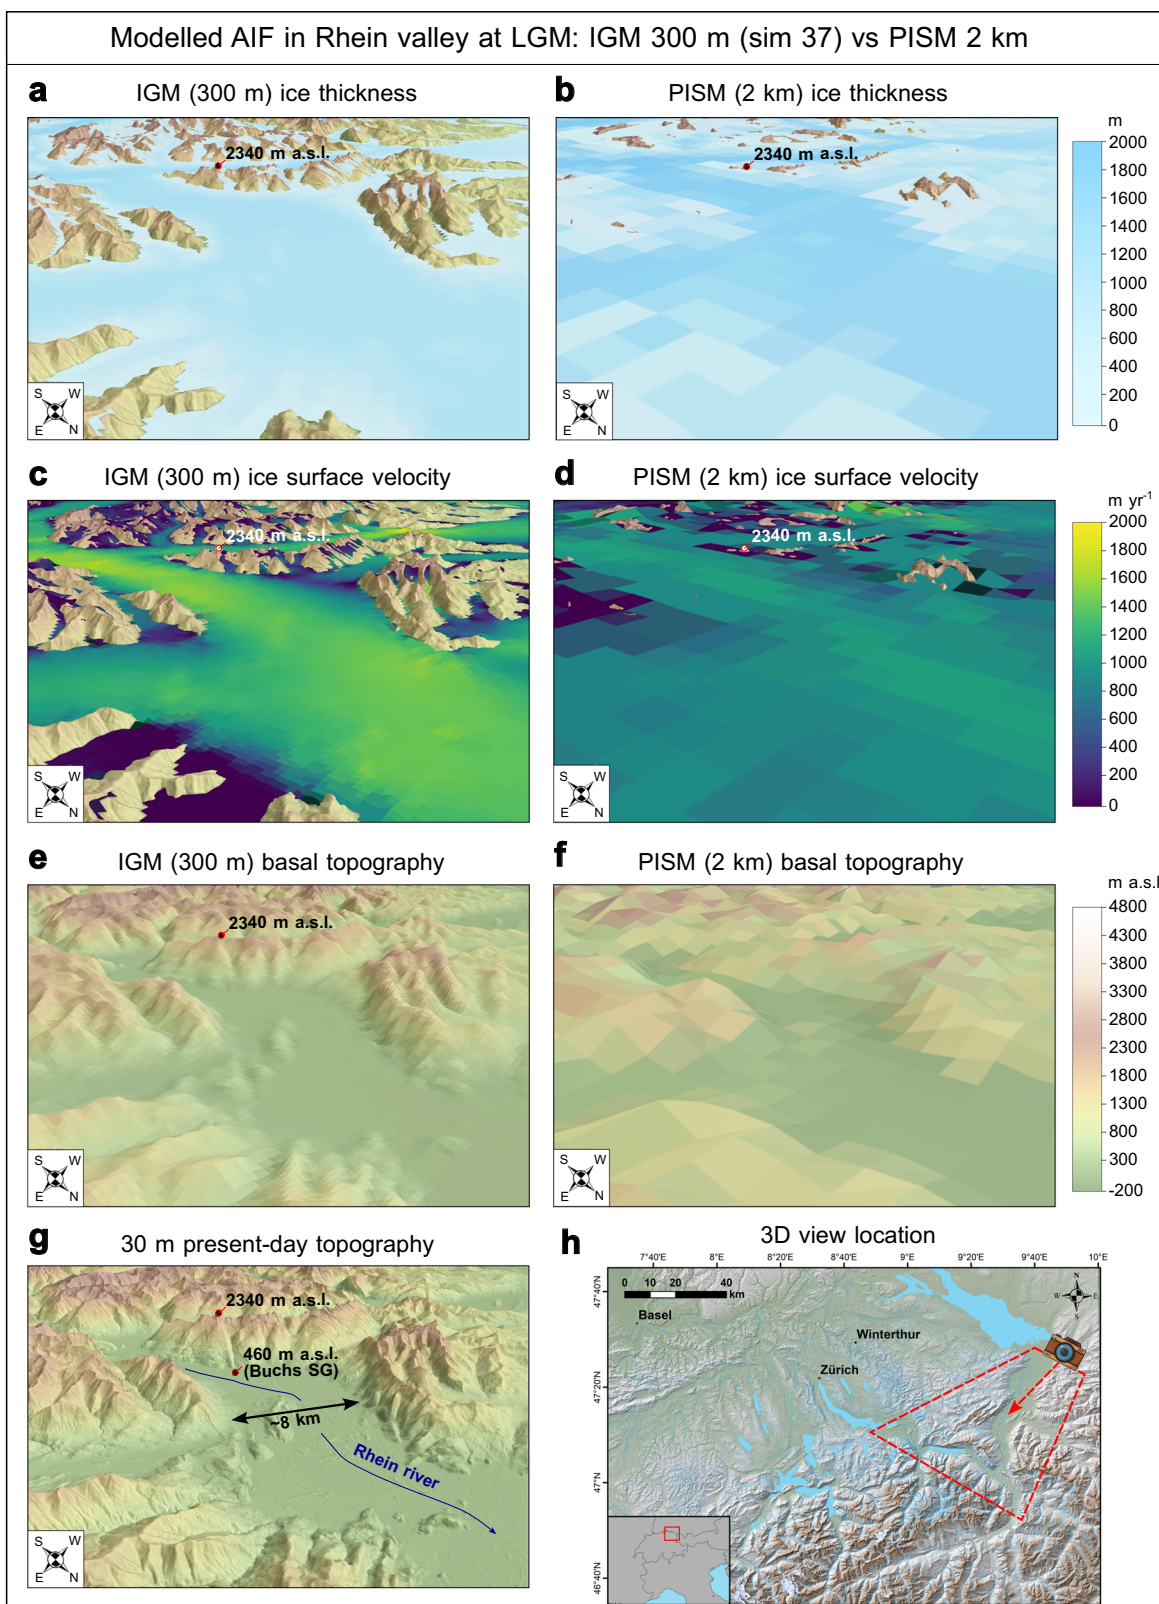 Modelled AIF in Rhein valley at LGM: IGM 300 m (sim 37) vs PISM 2 km
a IGM (300 m) ice thickness
2340 m a.s.l.
S W
E N
b PISM (2 km) ice thickness
2340 m a.s.l.
S W
E N
m
2000
1800
1600
1400
1200
1000
800
600
400
200
0
c IGM (300 m) ice surface velocity
2340 m a.s.l.
S W
E N
d PISM (2 km) ice surface velocity
2340 m a.s.l.
S W
E N
m yr⁻¹
2000
1800
1600
1400
1200
1000
800
600
400
200
0
e IGM (300 m) basal topography
2340 m a.s.l.
S W
E N
f PISM (2 km) basal topography
S W
E N
m a.s.l
4800
4300
3800
3300
2800
2300
1800
1300
800
300
-200
g 30 m present-day topography
2340 m a.s.l.
460 m a.s.l.
(Buchs SG)
~8 km
Rhein river
S W
E N
h 3D view location
7°40'E 8°E 8°20'E 8°40'E 9°E 9°20'E 9°40'E 10°E
47°40'N
47°20'N
47°N
46°40'N
0 10 20 40
km
N
W E
S
Basel
Winterthur
Zürich